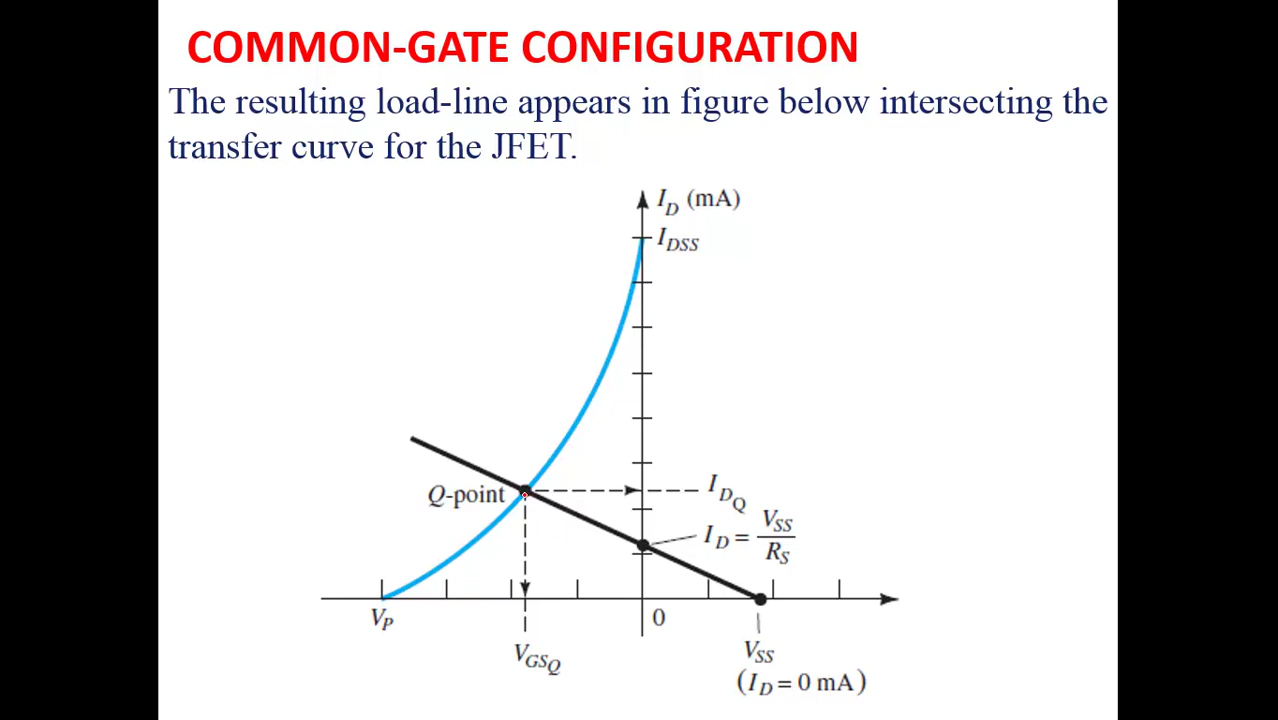 COMMON-GATE CONFIGURATION
The resulting load-line appears in figure below intersecting the
transfer curve for the JFET.
I_D (mA)
I_DSS
Q-point
I_DQ
I_D = V_SS / R_S
V_P
0
V_GSQ
V_SS
(I_D = 0 mA)